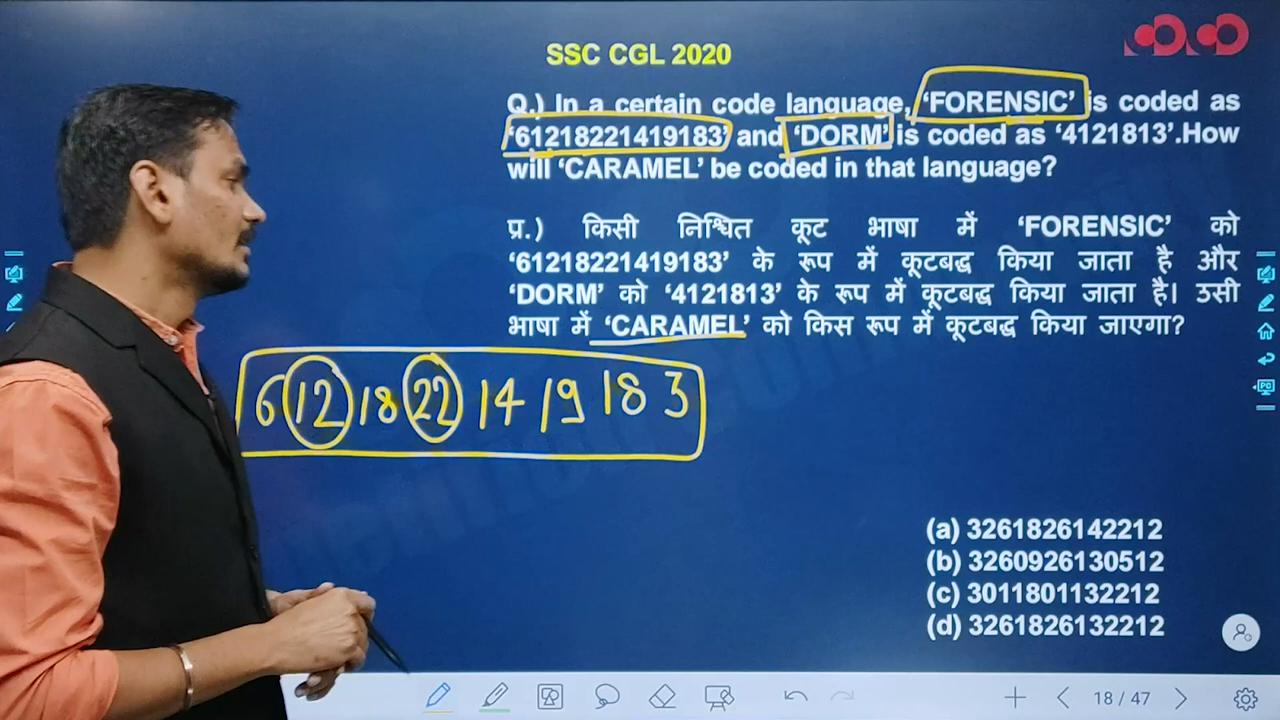 SSC CGL 2020
Q.) In a certain code language, ‘FORENSIC’ is coded as
‘61218221419183’ and ‘DORM’ is coded as ‘4121813’.How
will ‘CARAMEL’ be coded in that language?
प्र.) किसी निश्चित कूट भाषा में ‘FORENSIC’ को
‘61218221419183’ के रूप में कूटबद्ध किया जाता है और
‘DORM’ को ‘4121813’ के रूप में कूटबद्ध किया जाता है। उसी
भाषा में ‘CARAMEL’ को किस रूप में कूटबद्ध किया जाएगा?
6 12 18 22 14 19 18 3
(a) 3261826142212
(b) 3260926130512
(c) 3011801132212
(d) 3261826132212
18 / 47